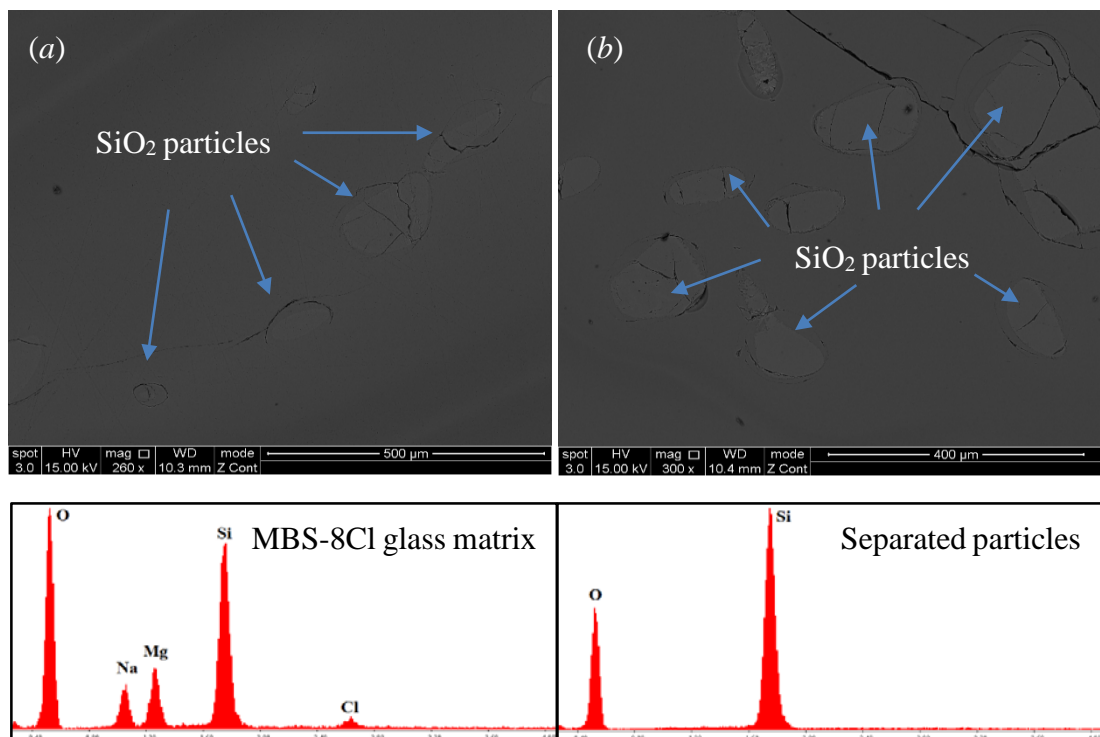 (a)
SiO₂ particles
spot HV mag WD mode
3.0 15.00 kV 260 x 10.3 mm Z Cont 500 µm
(b)
SiO₂ particles
spot HV mag WD mode
3.0 15.00 kV 300 x 10.4 mm Z Cont 400 µm
O
Na
Mg
Si
Cl
MBS-8Cl glass matrix
O
Si
Separated particles